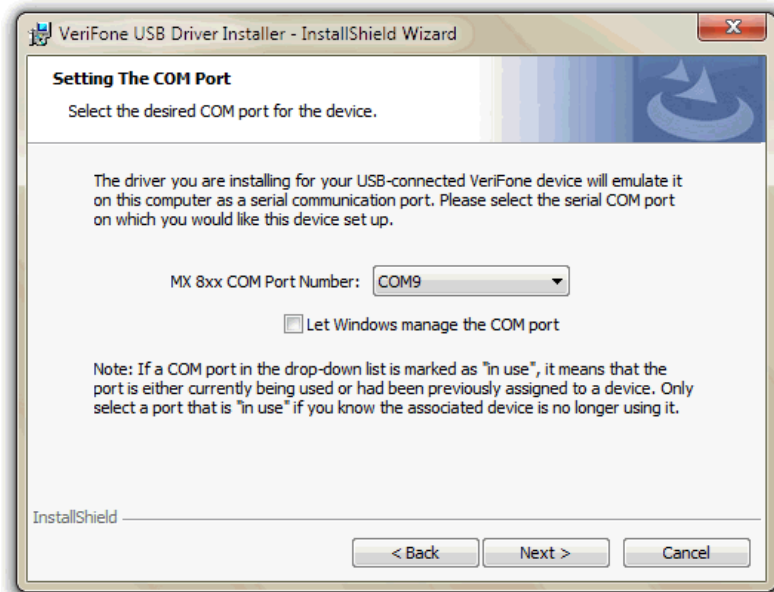 VeriFone USB Driver Installer - InstallShield Wizard
Setting The COM Port
Select the desired COM port for the device.
The driver you are installing for your USB-connected VeriFone device will emulate it
on this computer as a serial communication port. Please select the serial COM port
on which you would like this device set up.
MX 8xx COM Port Number: COM9
Let Windows manage the COM port
Note: If a COM port in the drop-down list is marked as "in use", it means that the
port is either currently being used or had been previously assigned to a device. Only
select a port that is "in use" if you know the associated device is no longer using it.
InstallShield
< Back Next > Cancel